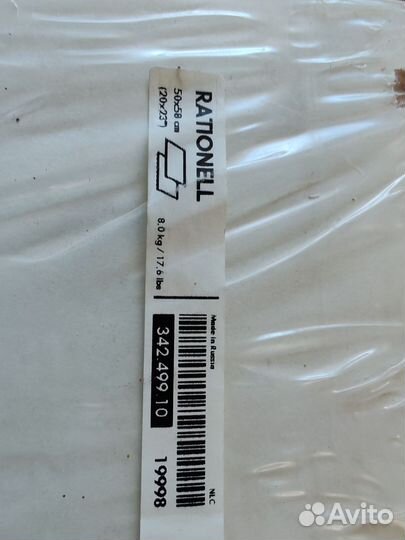 RATIONELL
50x58 cm
(20x23")
8.0 kg / 17.6 lbs
Made in Russia
342.499.10
19998
NLC
Avito